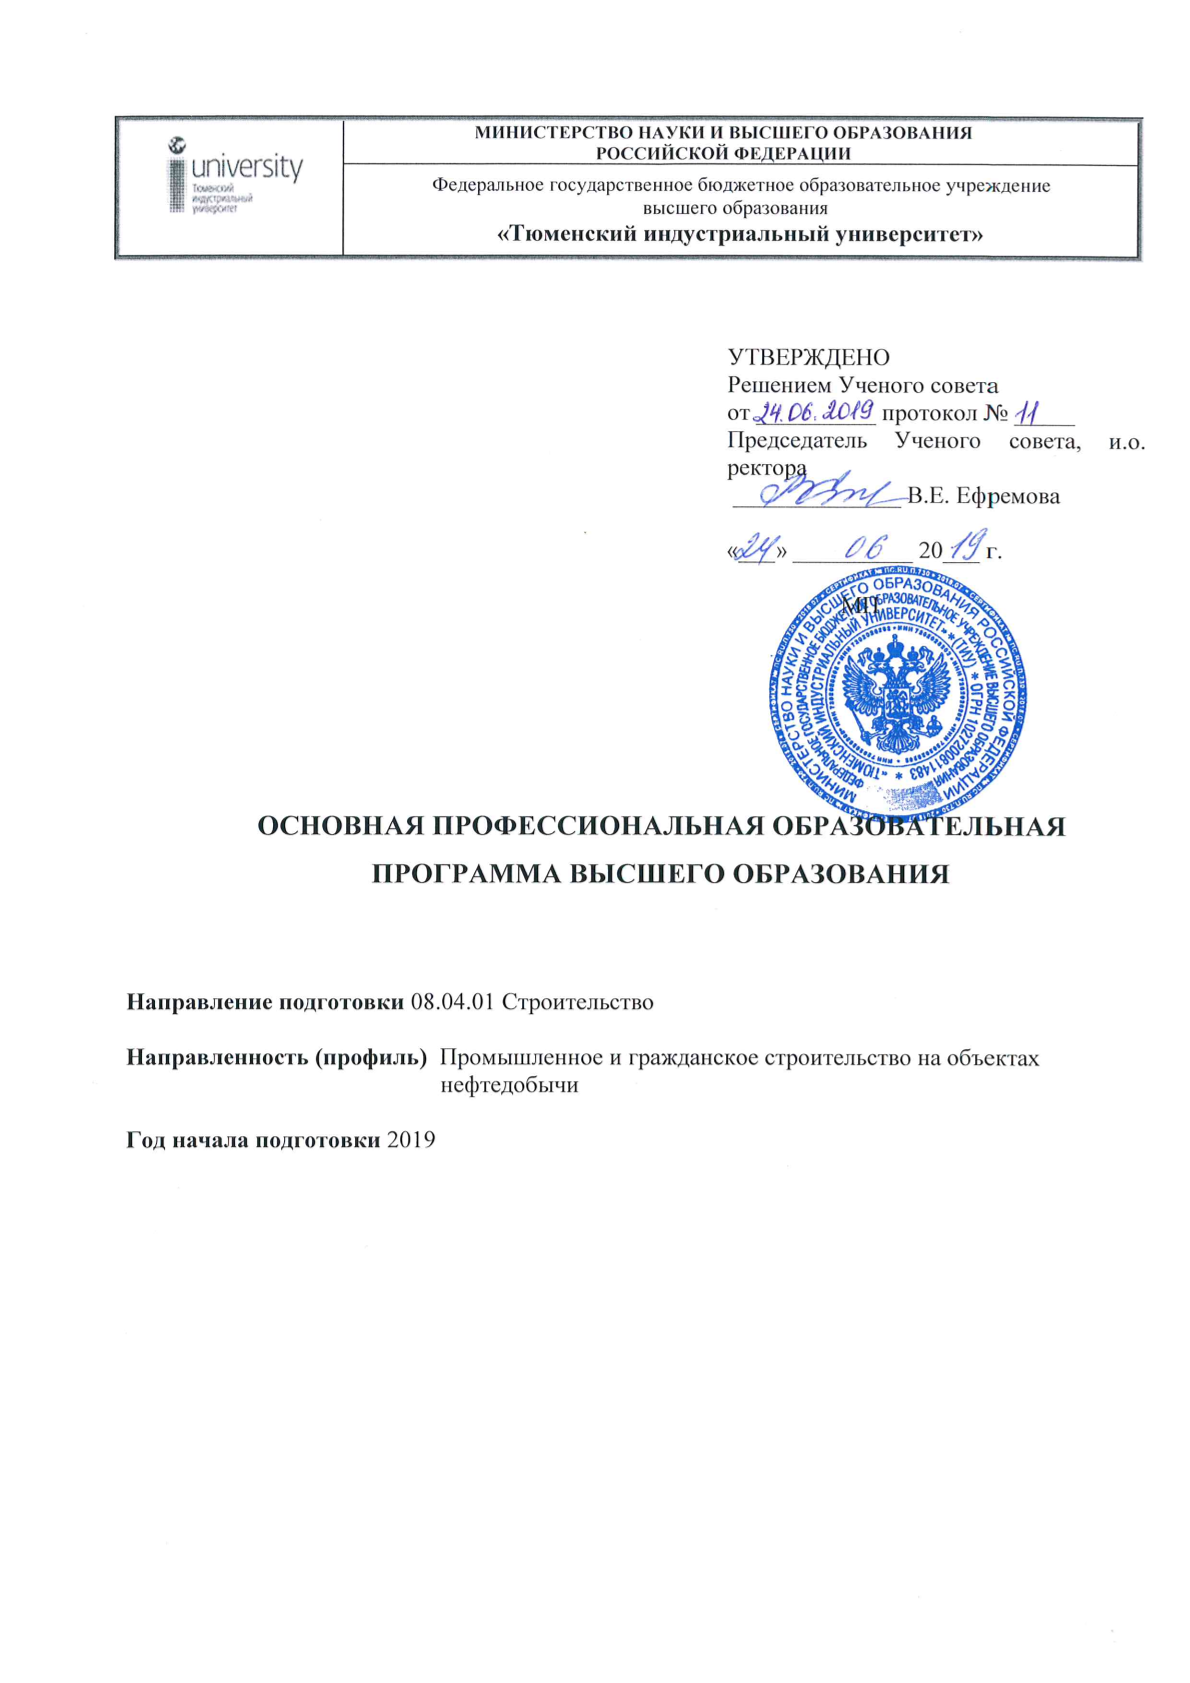 university
Тюменский
индустриальный
университет
МИНИСТЕРСТВО НАУКИ И ВЫСШЕГО ОБРАЗОВАНИЯ
РОССИЙСКОЙ ФЕДЕРАЦИИ
Федеральное государственное бюджетное образовательное учреждение
высшего образования
«Тюменский индустриальный университет»
УТВЕРЖДЕНО
Решением Ученого совета
от 24.06.2019 протокол № 11
Председатель Ученого совета, и.о.
ректора
В.Е. Ефремова
«24» 06 2019 г.
МП
МИНИСТЕРСТВО НАУКИ И ВЫСШЕГО ОБРАЗОВАНИЯ РОССИЙСКОЙ ФЕДЕРАЦИИ
ФЕДЕРАЛЬНОЕ ГОСУДАРСТВЕННОЕ БЮДЖЕТНОЕ ОБРАЗОВАТЕЛЬНОЕ УЧРЕЖДЕНИЕ ВЫСШЕГО ОБРАЗОВАНИЯ
«ТЮМЕНСКИЙ ИНДУСТРИАЛЬНЫЙ УНИВЕРСИТЕТ» * (ТИУ) * ОГРН 1027200811483 *
ОСНОВНАЯ ПРОФЕССИОНАЛЬНАЯ ОБРАЗОВАТЕЛЬНАЯ
ПРОГРАММА ВЫСШЕГО ОБРАЗОВАНИЯ
Направление подготовки 08.04.01 Строительство
Направленность (профиль) Промышленное и гражданское строительство на объектах
нефтедобычи
Год начала подготовки 2019